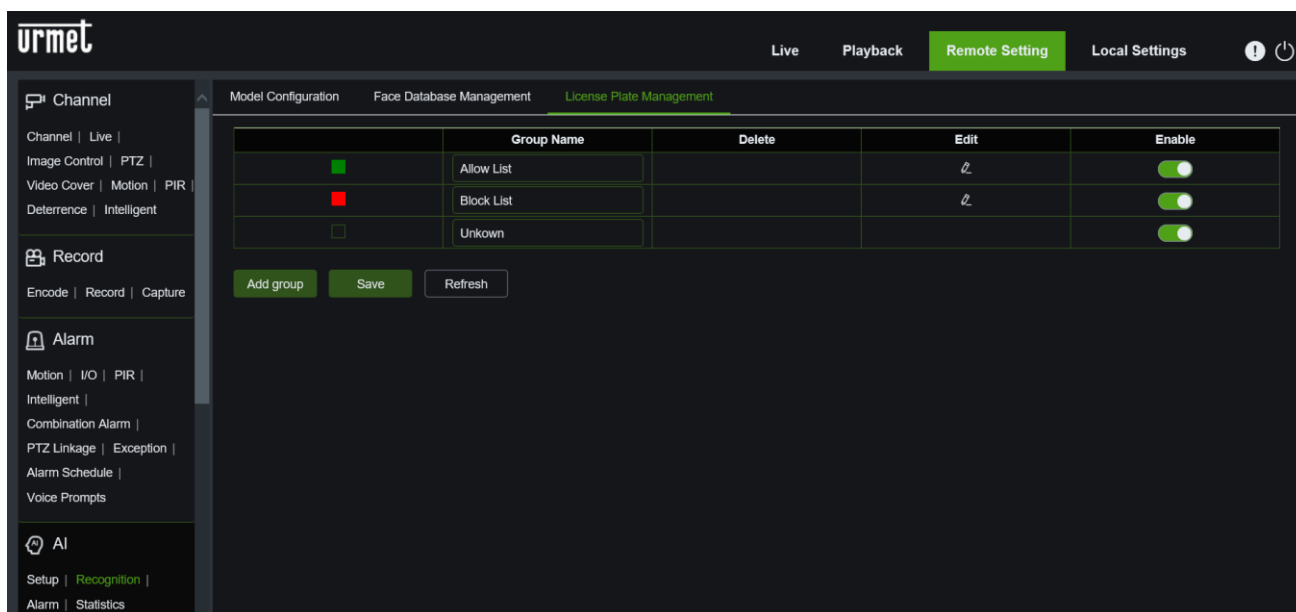 urmet
Live Playback Remote Setting Local Settings
Channel
Channel | Live |
Image Control | PTZ |
Video Cover | Motion | PIR |
Deterrence | Intelligent
Record
Encode | Record | Capture
Alarm
Motion | I/O | PIR |
Intelligent |
Combination Alarm |
PTZ Linkage | Exception |
Alarm Schedule |
Voice Prompts
AI
Setup | Recognition |
Alarm | Statistics
Model Configuration Face Database Management License Plate Management
Group Name Delete Edit Enable
Allow List
Block List
Unkown
Add group Save Refresh